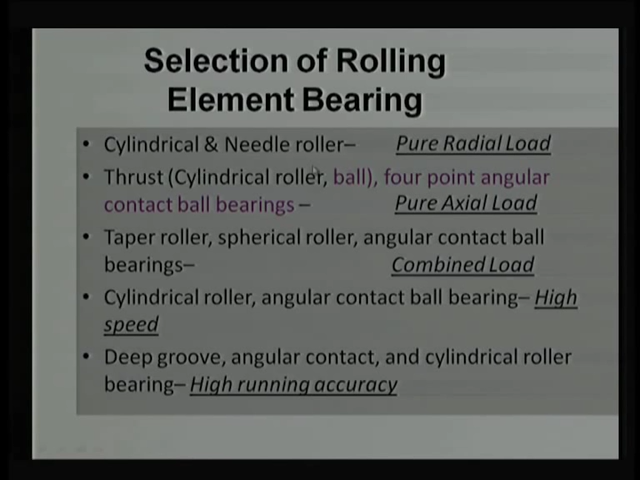 Selection of Rolling
Element Bearing
• Cylindrical & Needle roller– Pure Radial Load
• Thrust (Cylindrical roller, ball), four point angular
contact ball bearings – Pure Axial Load
• Taper roller, spherical roller, angular contact ball
bearings– Combined Load
• Cylindrical roller, angular contact ball bearing– High
speed
• Deep groove, angular contact, and cylindrical roller
bearing– High running accuracy